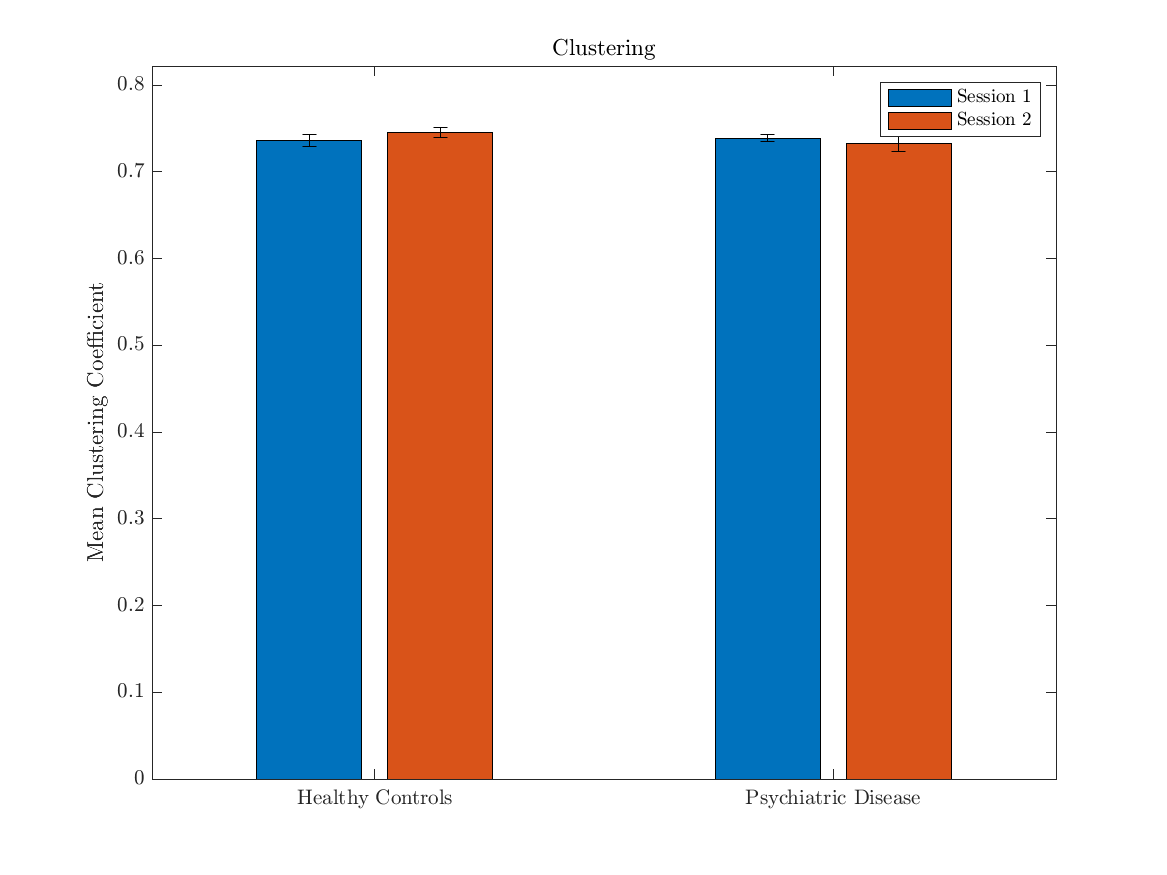 Clustering
Session 1
Session 2
Mean Clustering Coefficient
0.8
0.7
0.6
0.5
0.4
0.3
0.2
0.1
0
Healthy Controls
Psychiatric Disease